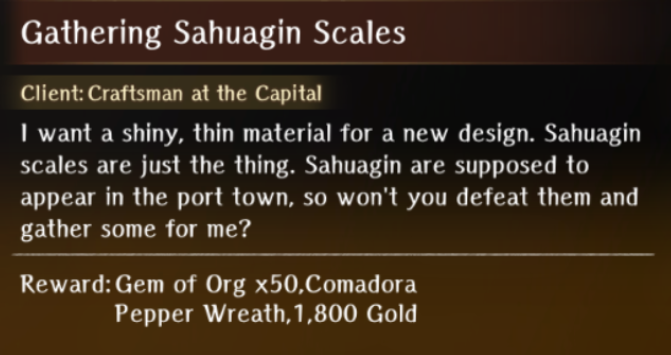 Gathering Sahuagin Scales
Client: Craftsman at the Capital
I want a shiny, thin material for a new design. Sahuagin
scales are just the thing. Sahuagin are supposed to
appear in the port town, so won't you defeat them and
gather some for me?
Reward: Gem of Org x50,Comadora
Pepper Wreath,1,800 Gold